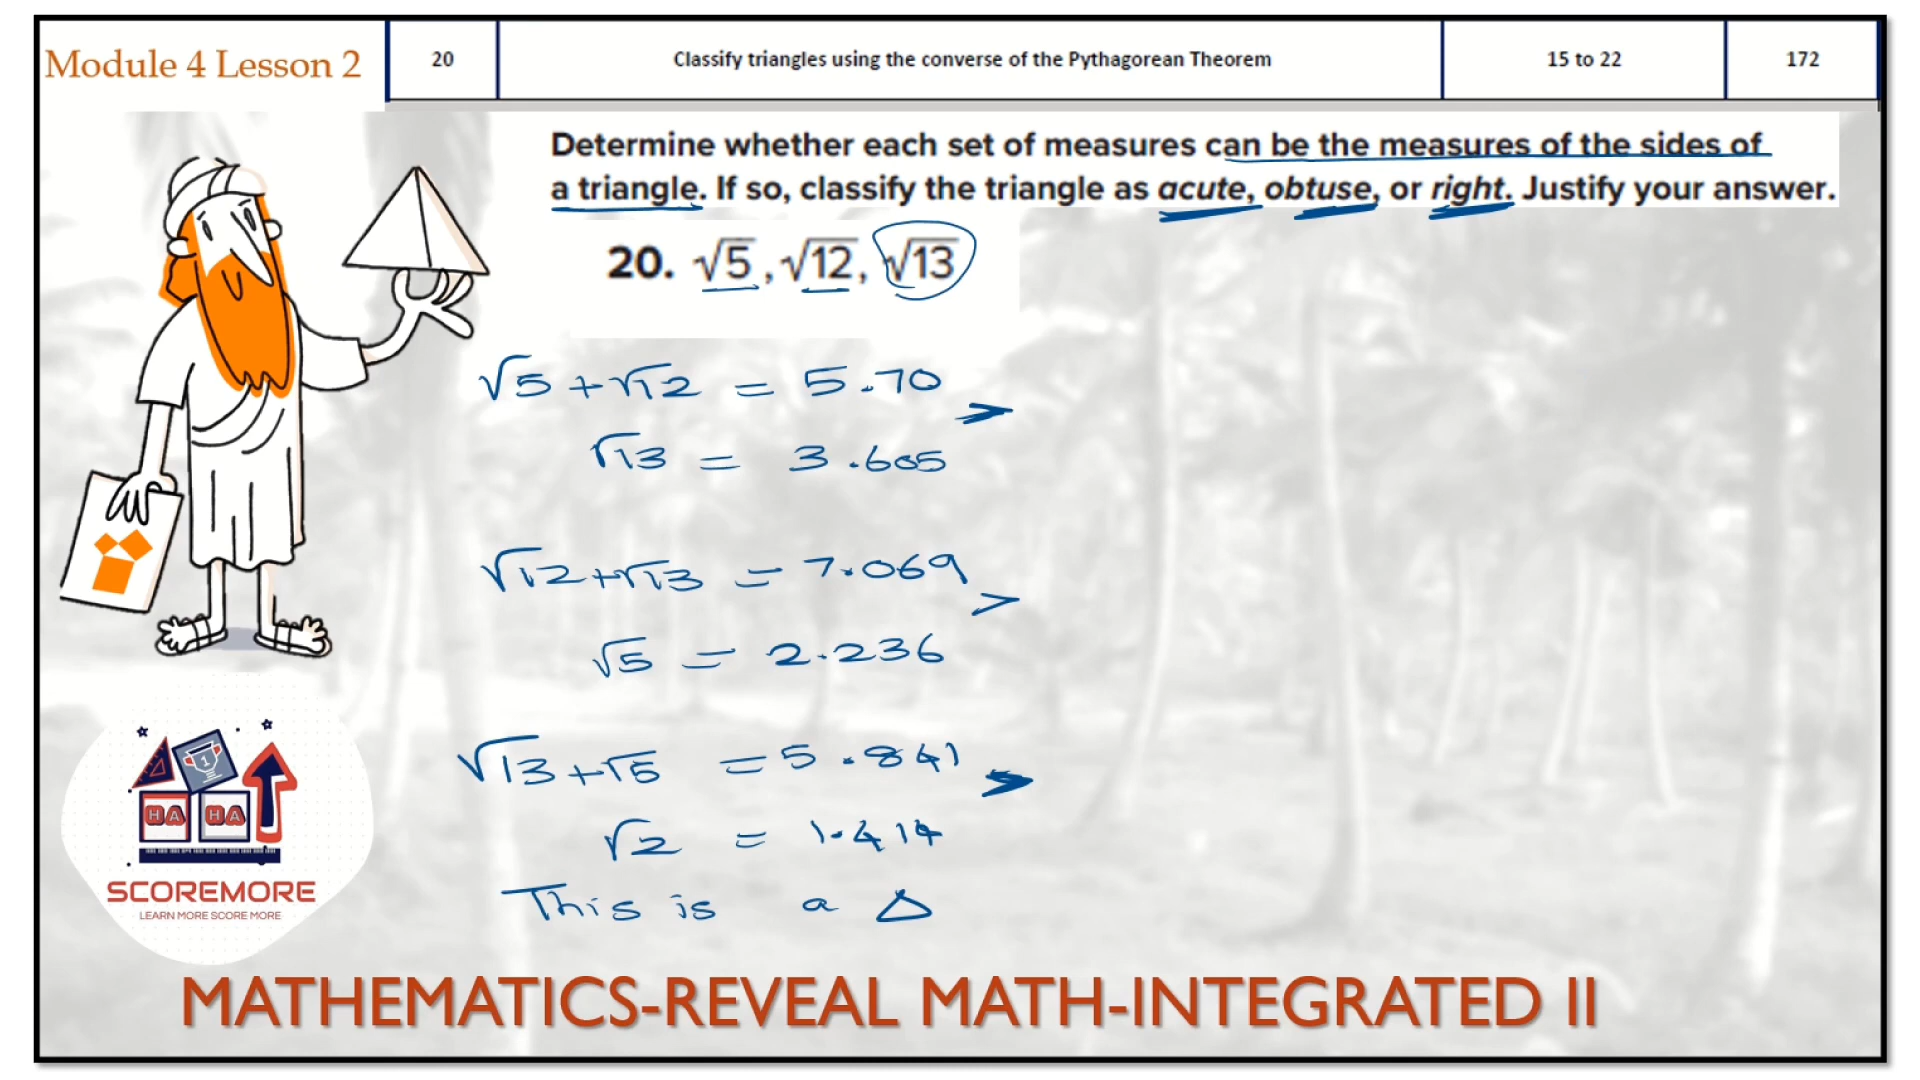 Module 4 Lesson 2
20
Classify triangles using the converse of the Pythagorean Theorem
15 to 22
172
Determine whether each set of measures can be the measures of the sides of
a triangle. If so, classify the triangle as acute, obtuse, or right. Justify your answer.
20. √5, √12, √13
√5 + √12 = 5.70
>
√13 = 3.605
√12 + √13 = 7.069
>
√5 = 2.236
√13 + √5 = 5.841
>
√2 = 1.414
This is a Δ
1
HA HA
SCOREMORE
LEARN MORE SCORE MORE
MATHEMATICS-REVEAL MATH-INTEGRATED II